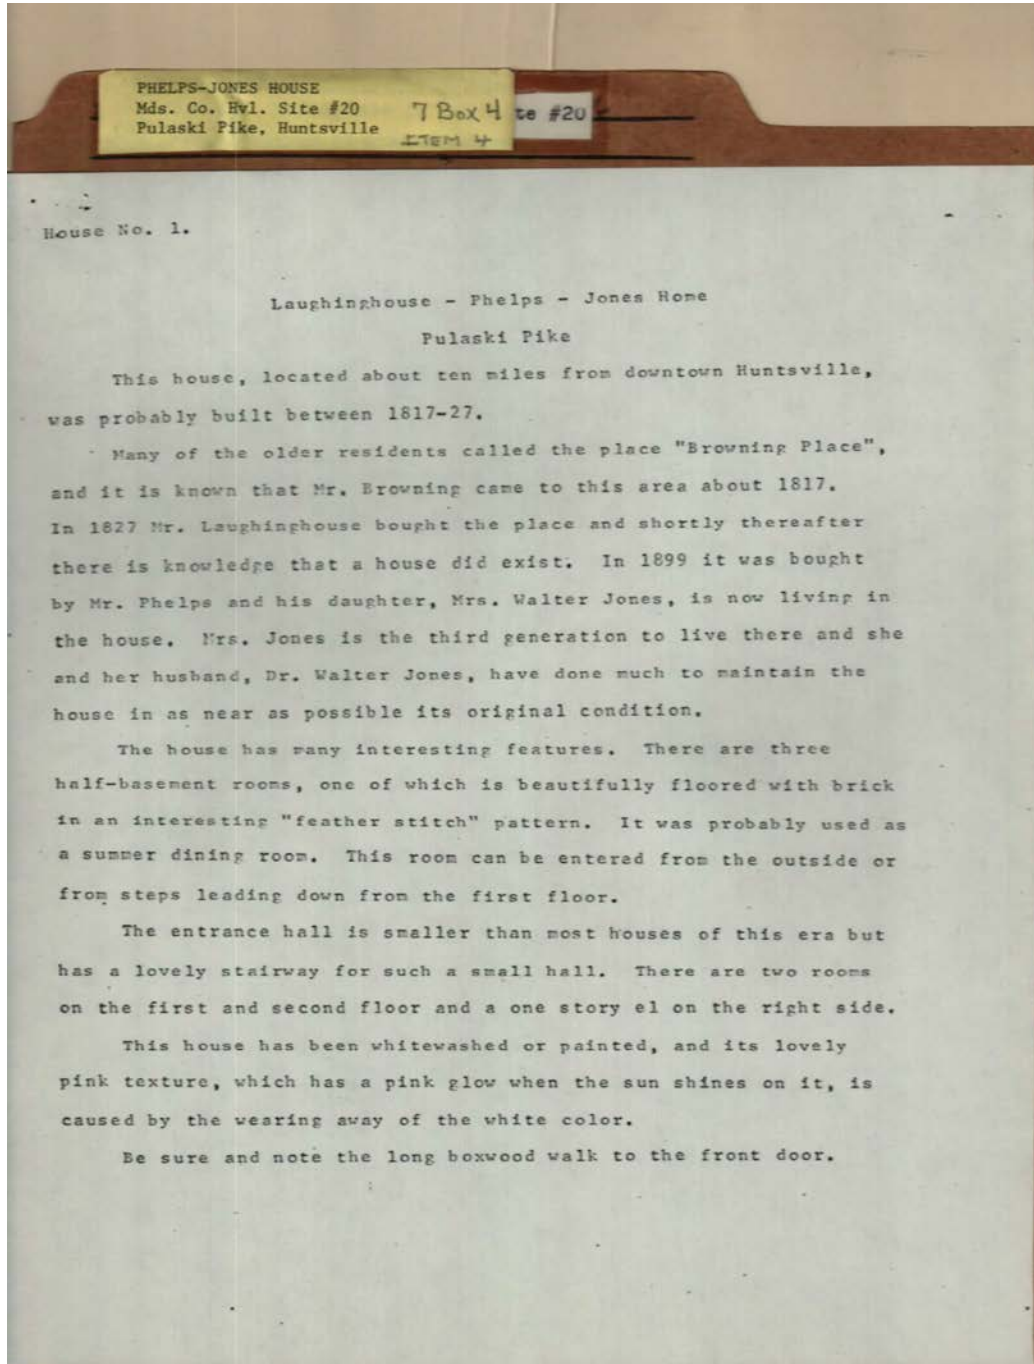 PHELPS-JONES HOUSE
Mds. Co. Hvl. Site #20
Pulaski Pike, Huntsville
7 Box 4
ITEM 4
te #20
House No. 1.
Laughinghouse - Phelps - Jones Home
Pulaski Pike
This house, located about ten miles from downtown Huntsville,
was probably built between 1817-27.
Many of the older residents called the place "Browning Place",
and it is known that Mr. Browning came to this area about 1817.
In 1827 Mr. Laughinghouse bought the place and shortly thereafter
there is knowledge that a house did exist. In 1899 it was bought
by Mr. Phelps and his daughter, Mrs. Walter Jones, is now living in
the house. Mrs. Jones is the third generation to live there and she
and her husband, Dr. Walter Jones, have done much to maintain the
house in as near as possible its original condition.
The house has many interesting features. There are three
half-basement rooms, one of which is beautifully floored with brick
in an interesting "feather stitch" pattern. It was probably used as
a summer dining room. This room can be entered from the outside or
from steps leading down from the first floor.
The entrance hall is smaller than most houses of this era but
has a lovely stairway for such a small hall. There are two rooms
on the first and second floor and a one story el on the right side.
This house has been whitewashed or painted, and its lovely
pink texture, which has a pink glow when the sun shines on it, is
caused by the wearing away of the white color.
Be sure and note the long boxwood walk to the front door.